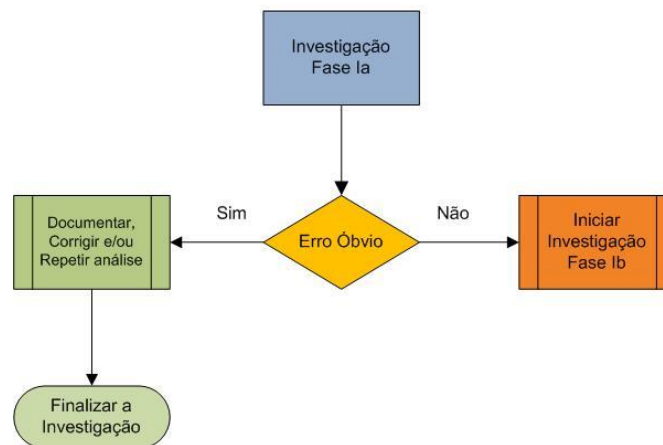 Investigação
Fase Ia
Sim
Não
Erro Óbvio
Documentar,
Corrigir e/ou
Repetir análise
Iniciar
Investigação
Fase Ib
Finalizar a
Investigação